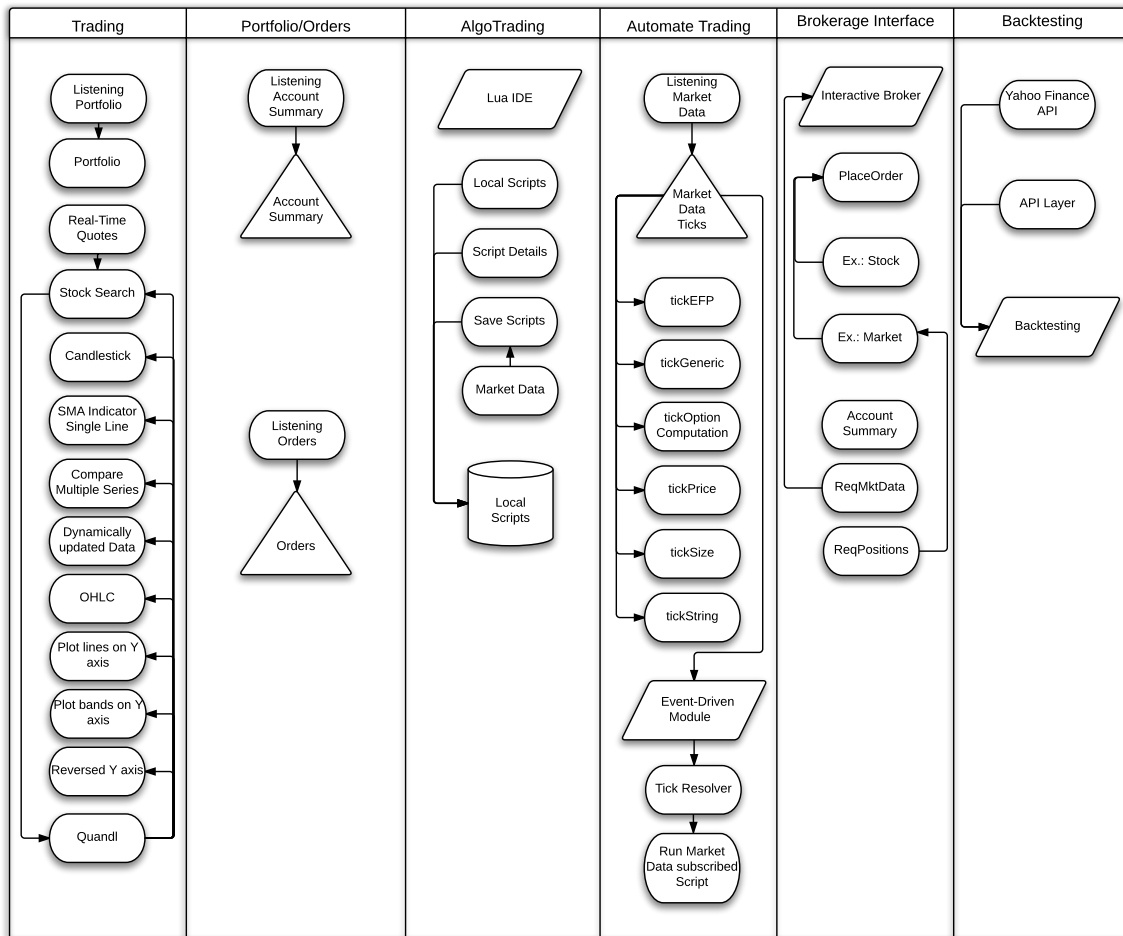 Trading
Portfolio/Orders
AlgoTrading
Automate Trading
Brokerage Interface
Backtesting
Listening
Portfolio
Portfolio
Real-Time
Quotes
Stock Search
Candlestick
SMA Indicator
Single Line
Compare
Multiple Series
Dynamically
updated Data
OHLC
Plot lines on Y
axis
Plot bands on Y
axis
Reversed Y axis
Quandl
Listening
Account
Summary
Account
Summary
Listening
Orders
Orders
Lua IDE
Local Scripts
Script Details
Save Scripts
Market Data
Local
Scripts
Listening
Market
Data
Market
Data
Ticks
tickEFP
tickGeneric
tickOption
Computation
tickPrice
tickSize
tickString
Event-Driven
Module
Tick Resolver
Run Market
Data subscribed
Script
Interactive Broker
PlaceOrder
Ex.: Stock
Ex.: Market
Account
Summary
ReqMktData
ReqPositions
Yahoo Finance
API
API Layer
Backtesting